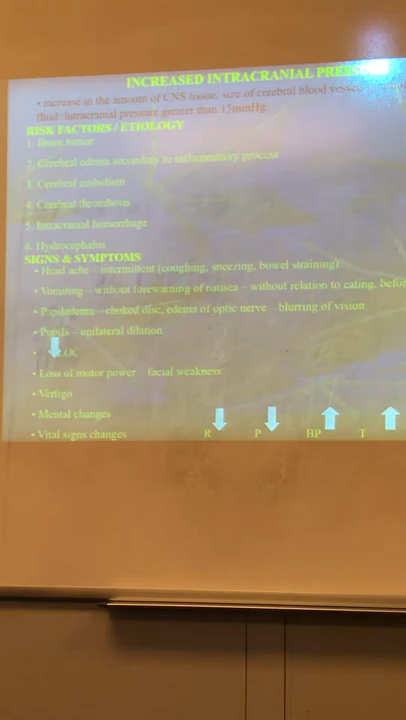 INCREASED INTRACRANIAL PRESSU
• increase in the amount of CNS tissue, size of cerebral blood vesse
fluid. Intracranial pressure greater than 15mmHg.
RISK FACTORS / ETIOLOGY
1. Brain tumor
2. Cerebral edema secondary to inflammatory process
3. Cerebral embolism
4. Cerebral thrombosis
5. Intracranial hemorrhage
6. Hydrocephalus
SIGNS & SYMPTOMS
• Head ache – intermittent (coughing, sneezing, bowel straining)
• Vomiting – without forewarning of nausea – without relation to eating, befor
• Papiledema – choked disc, edema of optic nerve – blurring of vision
• Pupils – unilateral dilation
• LOC
• Loss of motor power – facial weakness
• Vertigo
• Mental changes
• Vital signs changes R P BP T